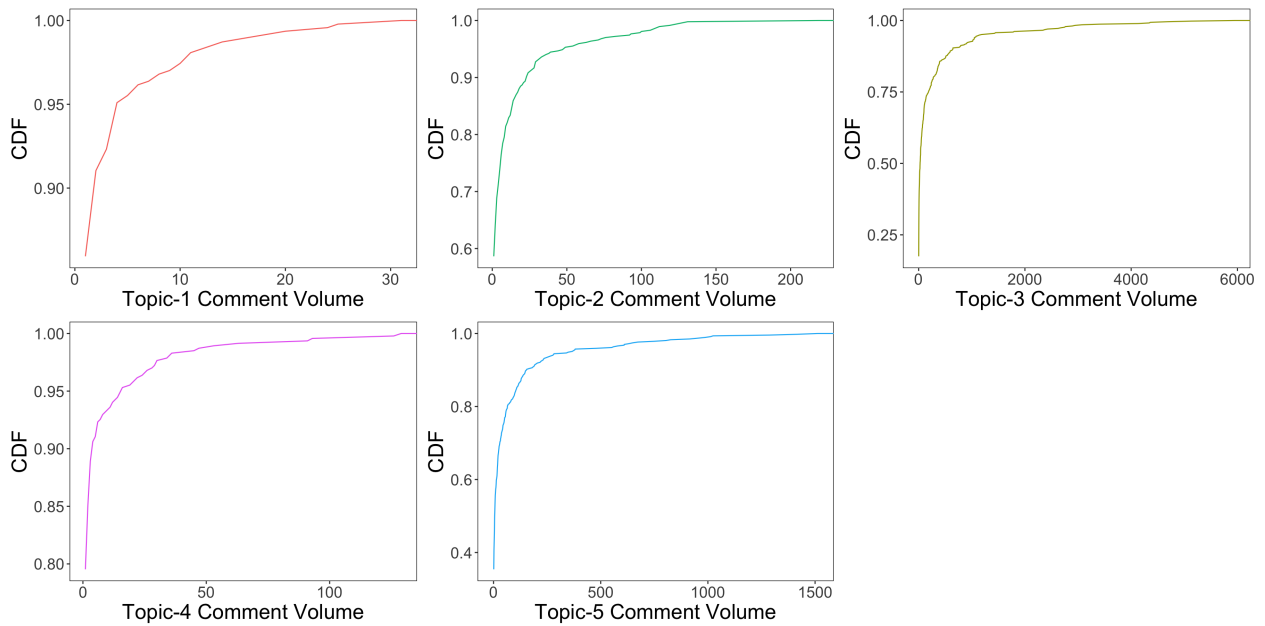 1.00
0.95
0.90
CDF
0 10 20 30
Topic-1 Comment Volume
1.0
0.9
0.8
0.7
0.6
CDF
0 50 100 150 200
Topic-2 Comment Volume
1.00
0.75
0.50
0.25
CDF
0 2000 4000 6000
Topic-3 Comment Volume
1.00
0.95
0.90
0.85
0.80
CDF
0 50 100
Topic-4 Comment Volume
1.0
0.8
0.6
0.4
CDF
0 500 1000 1500
Topic-5 Comment Volume